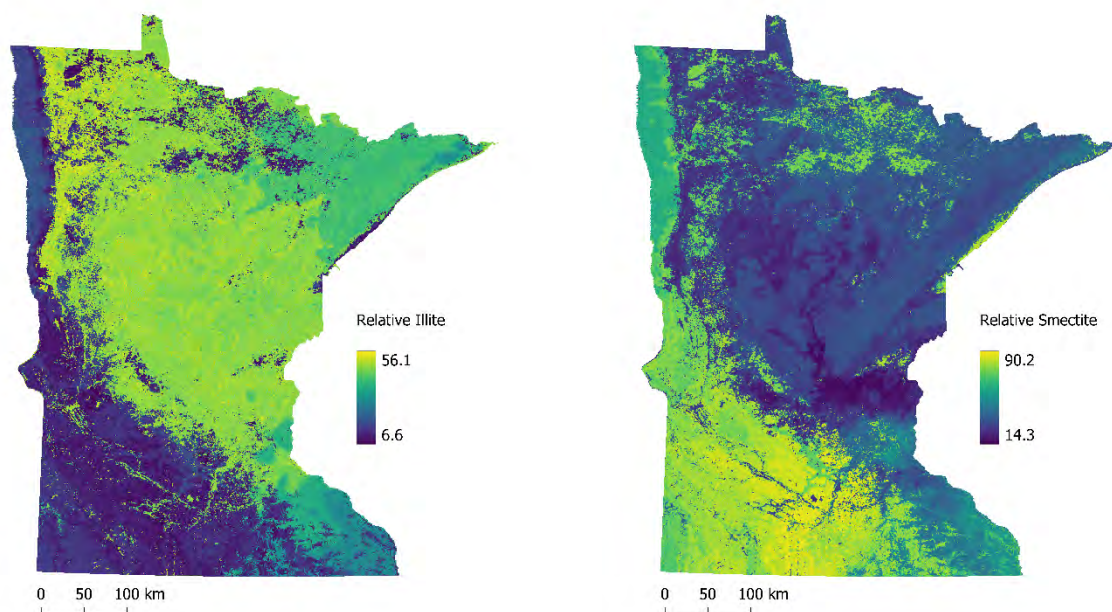 Relative Illite
56.1
6.6
0 50 100 km
Relative Smectite
90.2
14.3
0 50 100 km